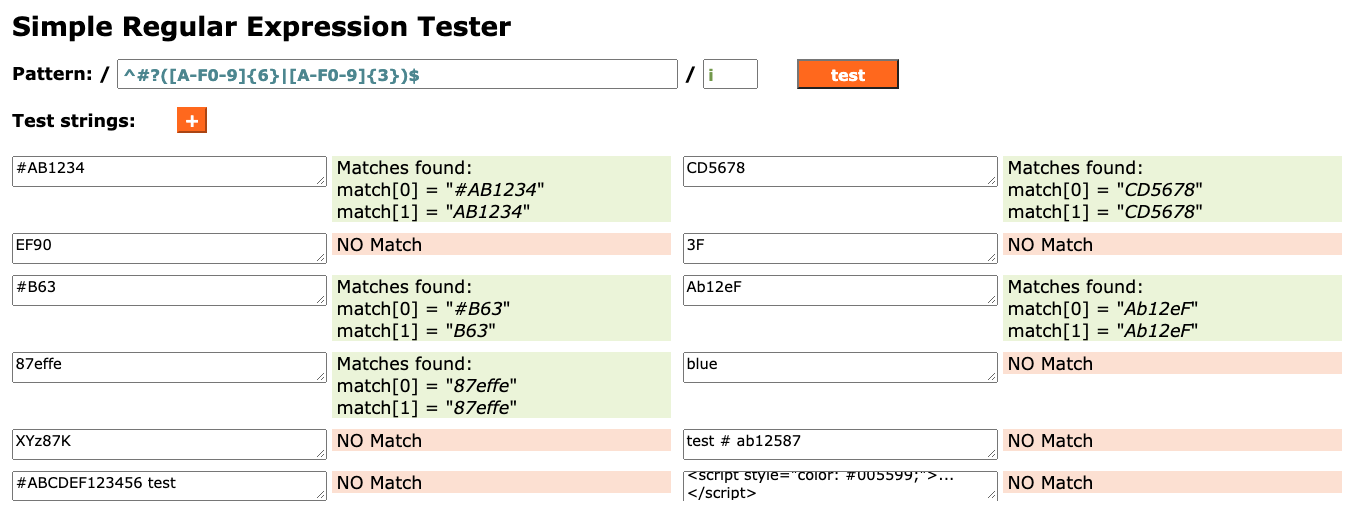 Simple Regular Expression Tester
Pattern: / ^#?([A-F0-9]{6}|[A-F0-9]{3})$ / i test
Test strings: +
#AB1234
Matches found:
match[0] = "#AB1234"
match[1] = "AB1234"
CD5678
Matches found:
match[0] = "CD5678"
match[1] = "CD5678"
EF90
NO Match
3F
NO Match
#B63
Matches found:
match[0] = "#B63"
match[1] = "B63"
Ab12eF
Matches found:
match[0] = "Ab12eF"
match[1] = "Ab12eF"
87effe
Matches found:
match[0] = "87effe"
match[1] = "87effe"
blue
NO Match
XYz87K
NO Match
test # ab12587
NO Match
#ABCDEF123456 test
NO Match
<script style="color: #005599;">...
</script>
NO Match